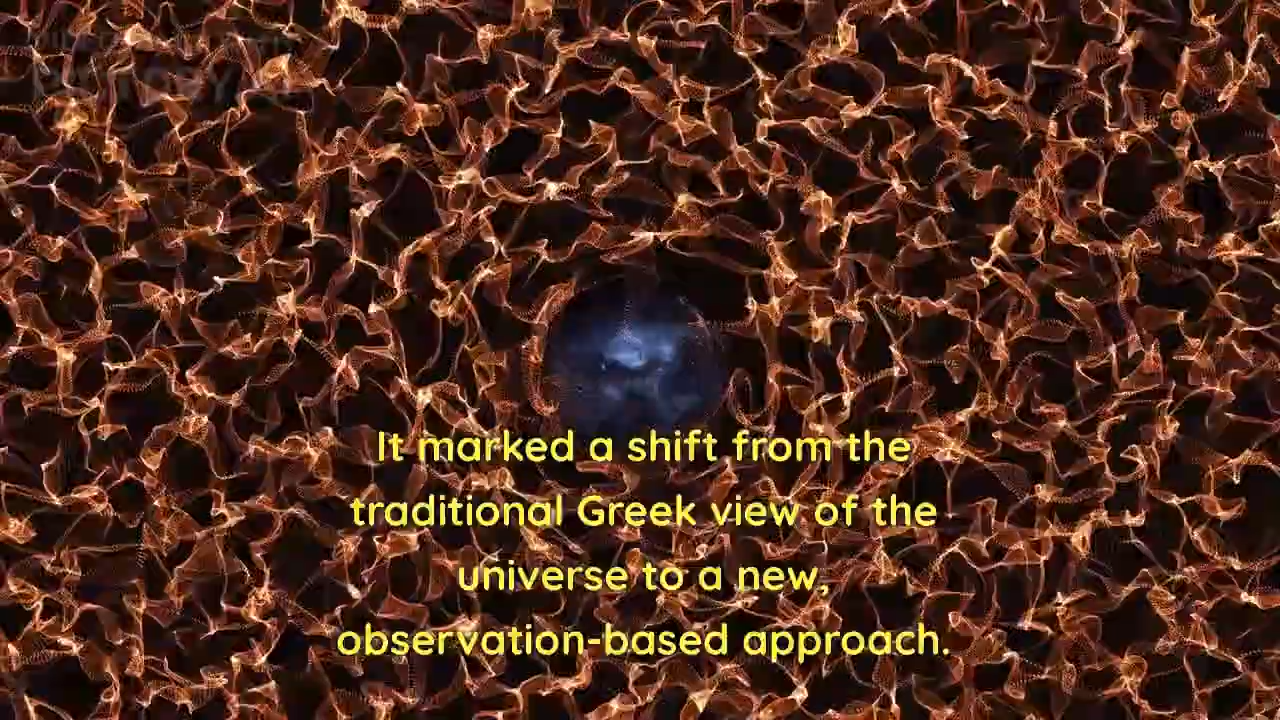 It marked a shift from the
traditional Greek view of the
universe to a new,
observation-based approach.